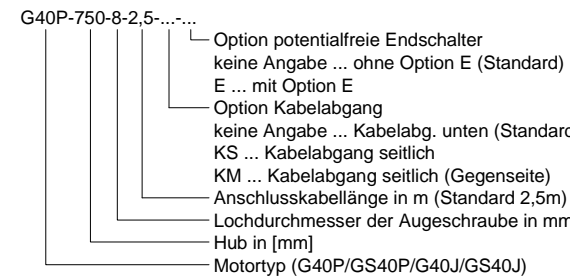 G40P-750-8-2,5-...-...
Option potentialfreie Endschalter
keine Angabe ... ohne Option E (Standard)
E ... mit Option E
Option Kabelabgang
keine Angabe ... Kabelabg. unten (Standard
KS ... Kabelabgang seitlich
KM ... Kabelabgang seitlich (Gegenseite)
Anschlusskabellänge in m (Standard 2,5m)
Lochdurchmesser der Augeschraube in mm
Hub in [mm]
Motortyp (G40P/GS40P/G40J/GS40J)